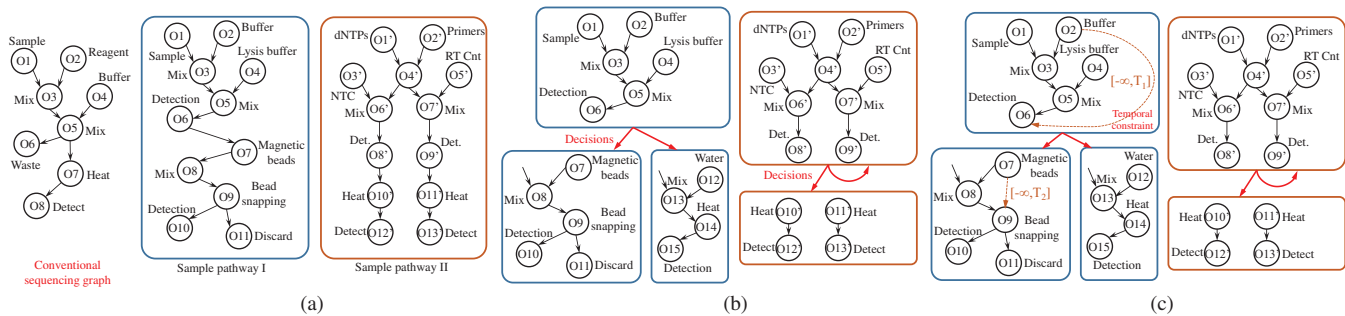 Sample
O1
O2
Reagent
Buffer
O3
O4
Mix
O5
Mix
O6
Waste
O7
Heat
O8
Detect
Conventional
sequencing graph
Buffer
O1
O2
Sample
Lysis buffer
O3
O4
Mix
Detection
O5
Mix
O6
O7
Magnetic
beads
Mix
O8
O9
Bead
snapping
Detection
O10
O11
Discard
Sample pathway I
dNTPs
O1'
O2'
Primers
RT Cnt
O3'
O4'
O5'
NTC
O6'
Mix
O7'
Mix
Det.
Det.
O8'
O9'
Heat
O10'
O11'
Heat
Detect
O12'
O13'
Detect
Sample pathway II
(a)
Buffer
O1
O2
Sample
Lysis buffer
O3
O4
Mix
Detection
O5
Mix
O6
Decisions
O7
Magnetic
beads
Mix
O8
O9
Bead
snapping
Detection
O10
O11
Discard
Water
O12
Mix
O13
Heat
O14
O15
Detection
dNTPs
O1'
O2'
Primers
RT Cnt
O3'
O4'
O5'
NTC
O6'
Mix
O7'
Mix
Det.
Det.
O8'
O9'
Decisions
Heat
O10'
O11'
Heat
Detect
O12'
O13'
Detect
(b)
Buffer
O1
O2
Sample
Lysis buffer
O3
O4
Mix
[-∞,T₁]
Detection
O5
Mix
O6
Temporal
constraint
O7
Magnetic
beads
Mix
O8
[-∞,T₂]
O9
Bead
snapping
Detection
O10
O11
Discard
Water
O12
Mix
O13
Heat
O14
O15
Detection
dNTPs
O1'
O2'
Primers
RT Cnt
O3'
O4'
O5'
NTC
O6'
Mix
O7'
Mix
Det.
Det.
O8'
O9'
Heat
O10'
O11'
Heat
Detect
O12'
O13'
Detect
(c)